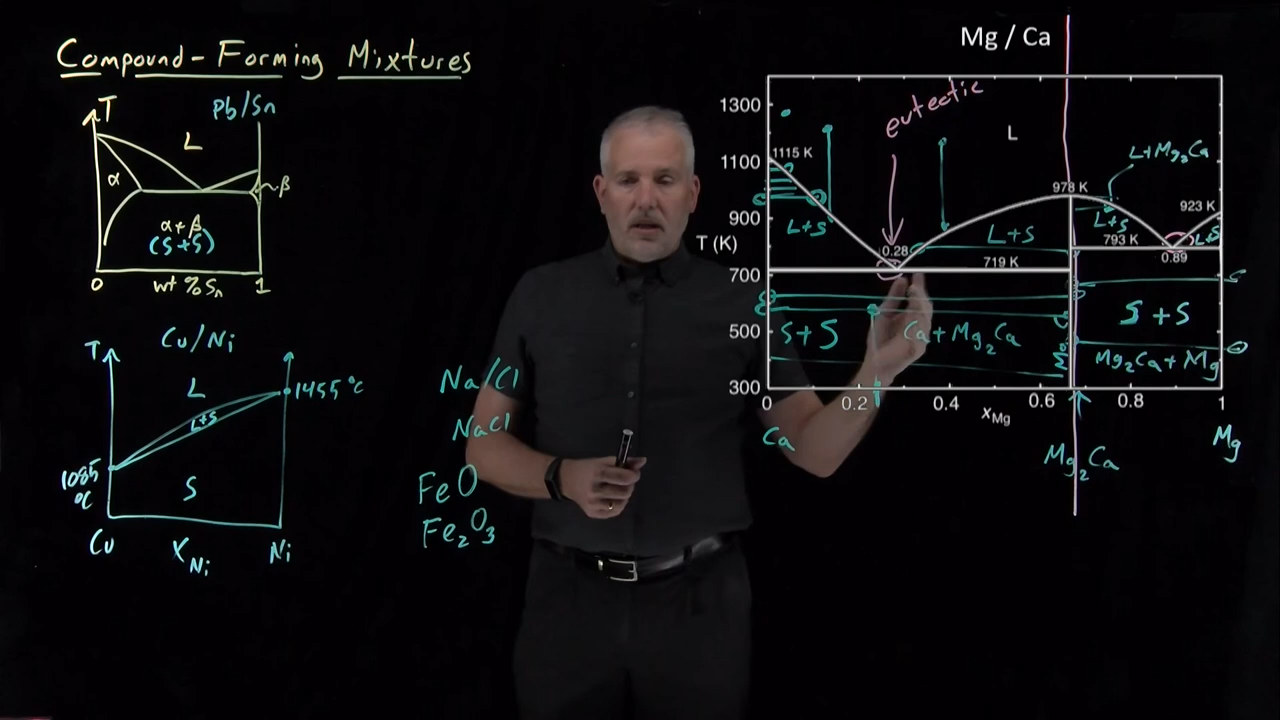 Compound-Forming Mixtures
T
Pb/Sn
L
α
β
α+β
(S+S)
0
wt % Sn
1
Cu/Ni
T
L
1455 °C
L+S
1085 °C
S
Cu
X Ni
Ni
Na/Cl
NaCl
FeO
Fe2O3
Mg / Ca
eutectic
1300
1100
900
T (K)
700
500
300
1115 K
L
L+Mg2Ca
978 K
923 K
L+S
L+S
L+S
L+S
0.28
719 K
793 K
0.89
S+S
Ca+Mg2Ca
S+S
Mg2Ca+Mg
0
0.2
0.4
xMg
0.6
0.8
1
Ca
Mg2Ca
Mg